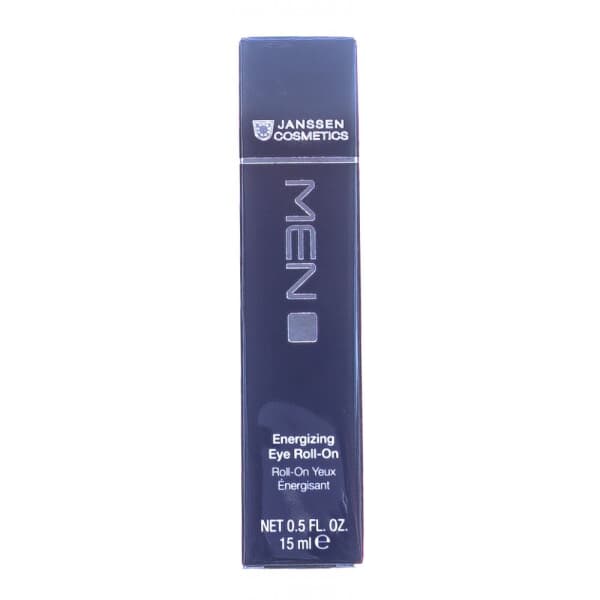 JANSSEN
COSMETICS
MEN
Energizing
Eye Roll-On
Roll-On Yeux
Énergisant
NET 0.5 FL. OZ.
15 ml ℮